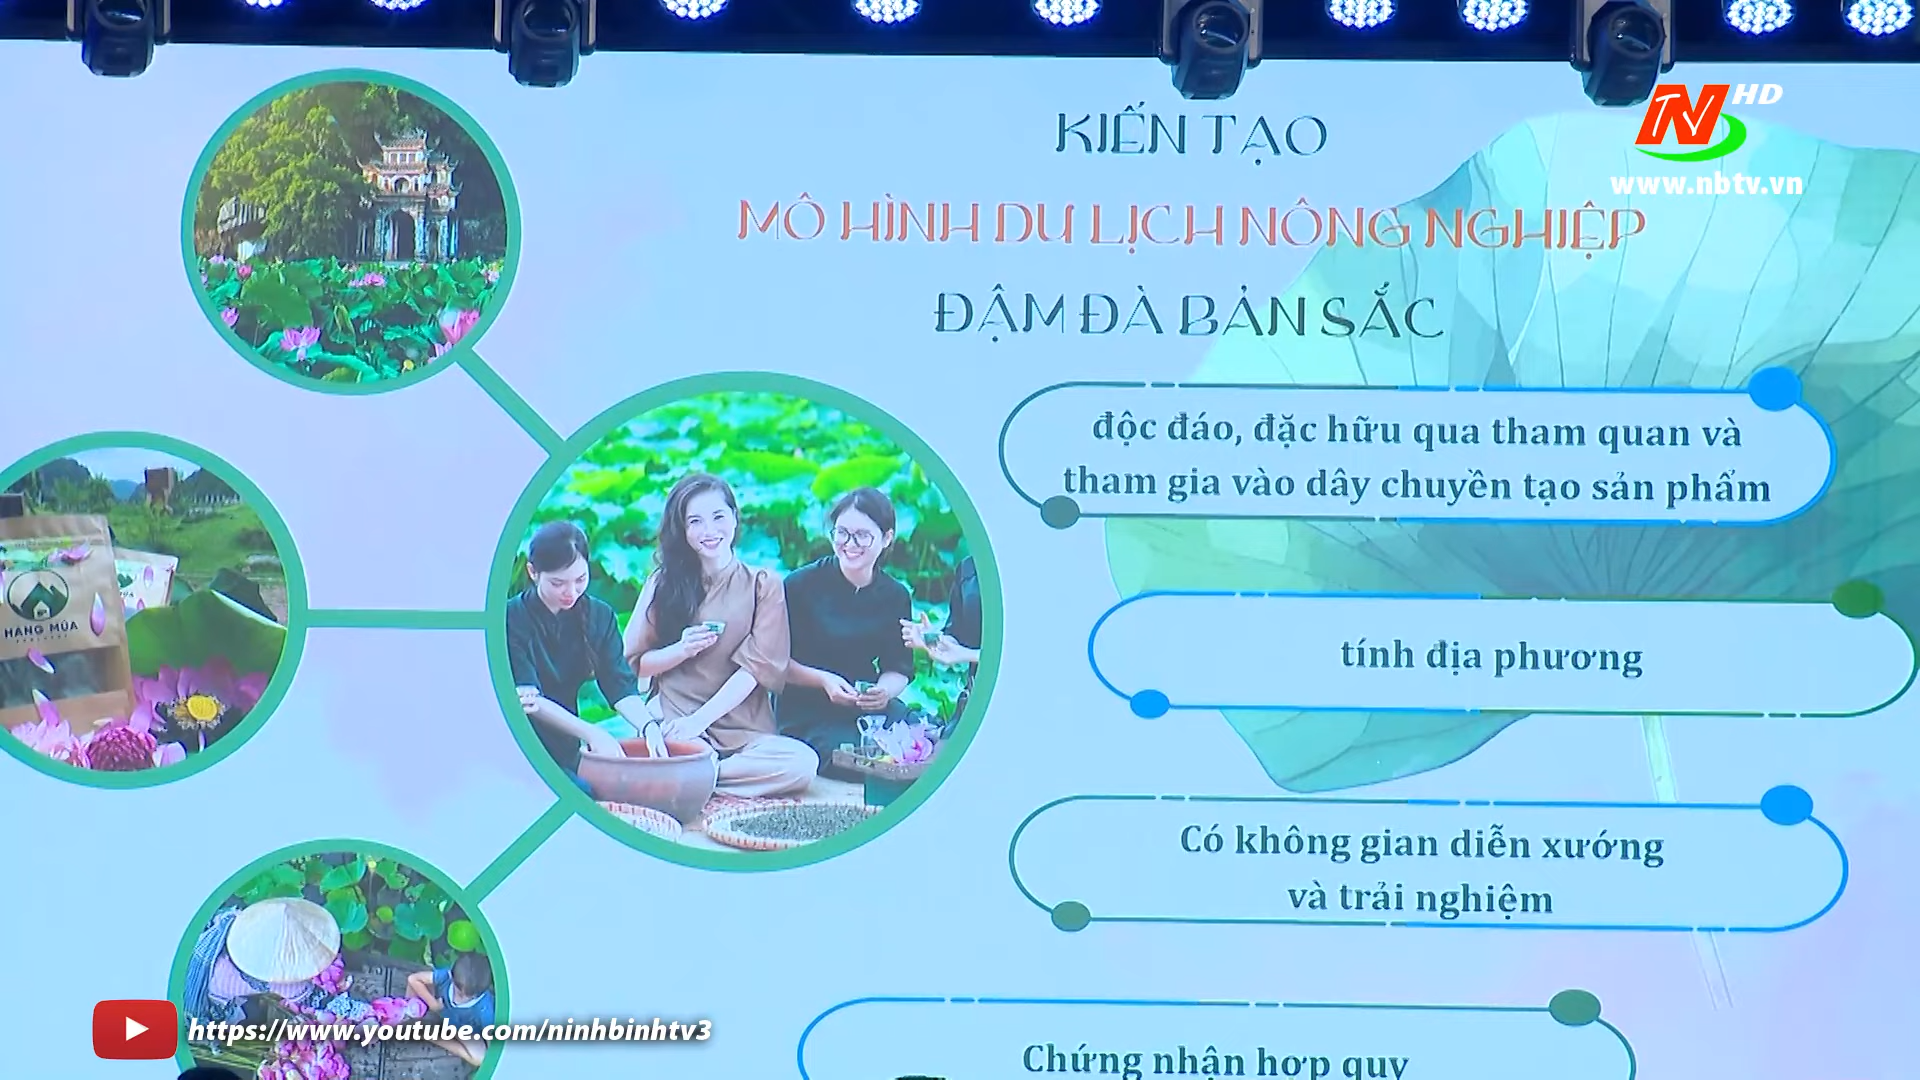 KIẾN TẠO
MÔ HÌNH DU LỊCH NÔNG NGHIỆP
ĐẬM ĐÀ BẢN SẮC
độc đáo, đặc hữu qua tham quan và
tham gia vào dây chuyền tạo sản phẩm
tính địa phương
Có không gian diễn xướng
và trải nghiệm
Chứng nhận hợp quy
HANG MÚA
HD
www.nbtv.vn
https://www.youtube.com/ninhbinhtv3